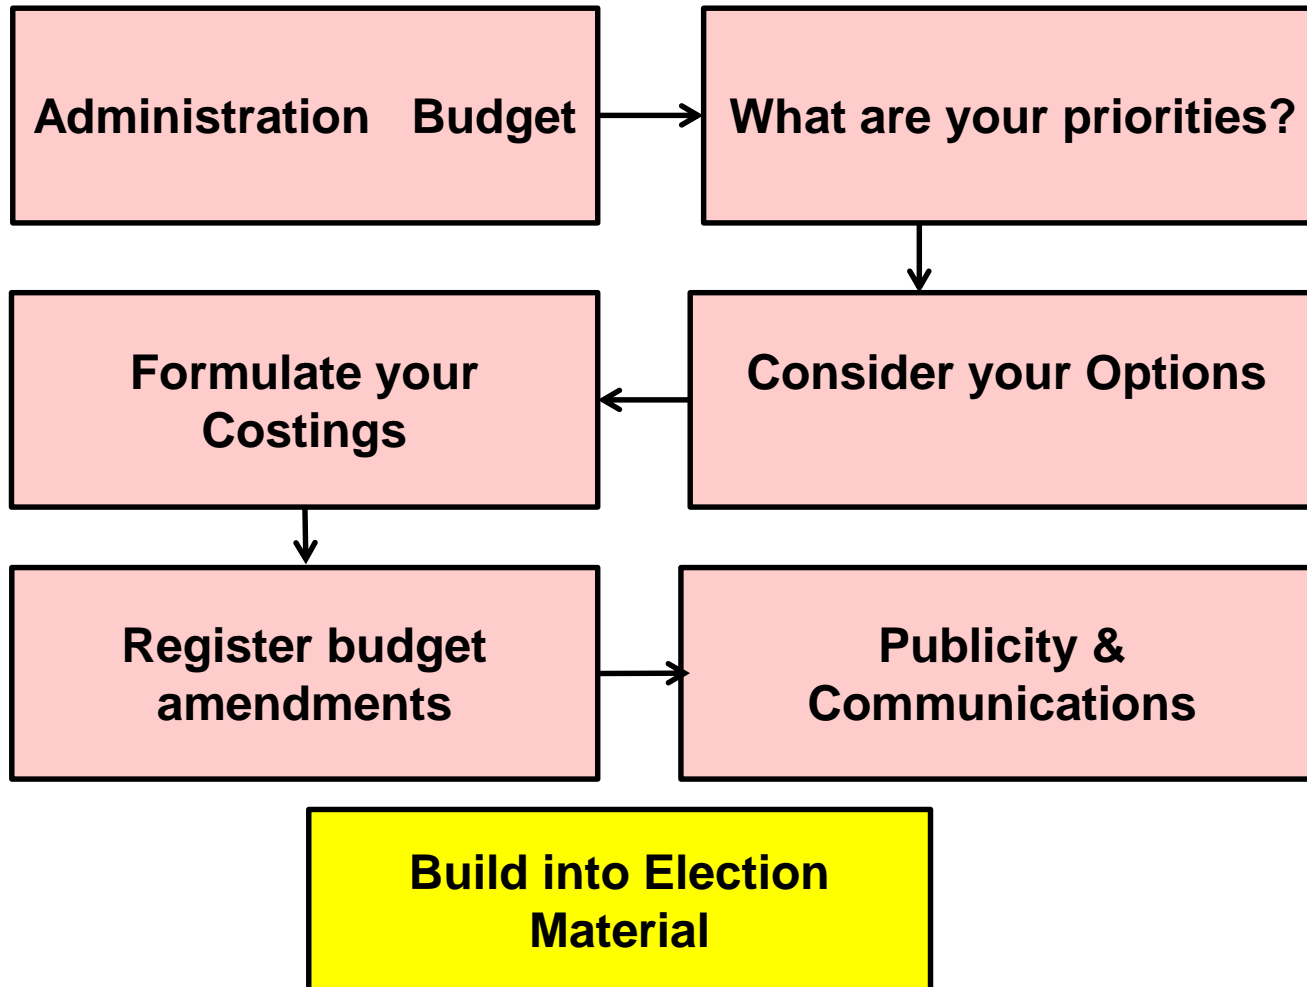 Administration Budget
What are your priorities?
Formulate your
Costings
Consider your Options
Register budget
amendments
Publicity &
Communications
Build into Election
Material